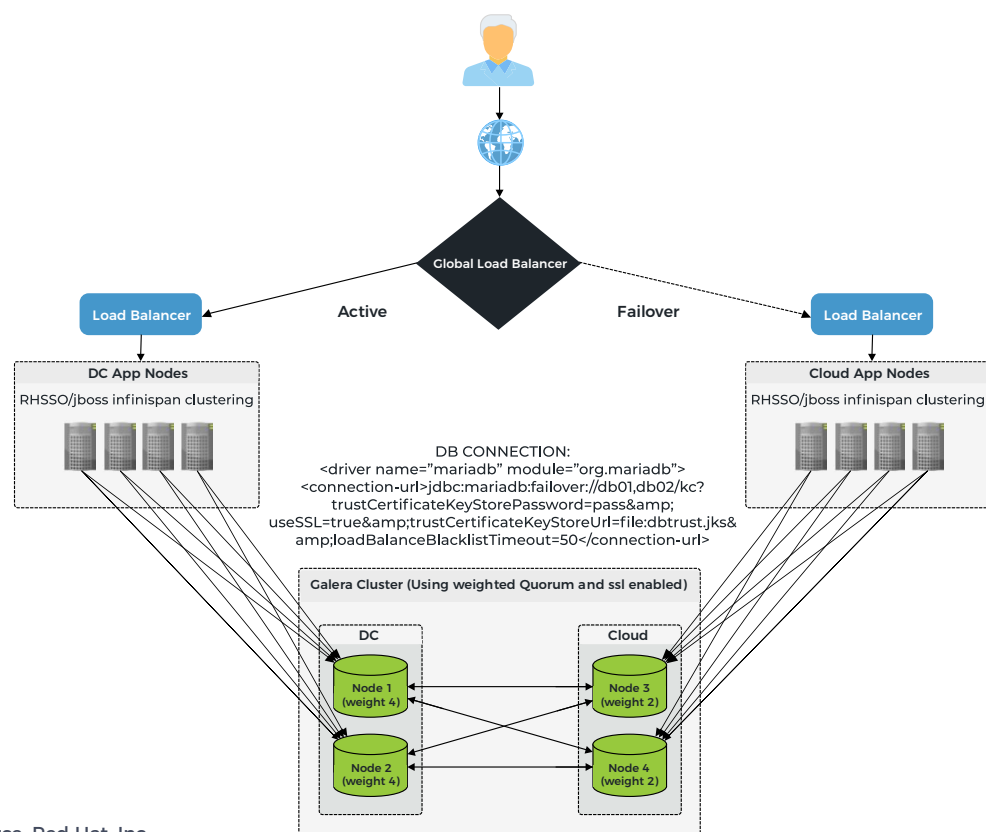 Global Load Balancer
Active
Failover
Load Balancer
Load Balancer
DC App Nodes
RHSSO/jboss infinispan clustering
Cloud App Nodes
RHSSO/jboss infinispan clustering
DB CONNECTION:
<driver name="mariadb" module="org.mariadb">
<connection-url>jdbc:mariadb:failover://db01,db02/kc?
trustCertificateKeyStorePassword=pass&amp;
useSSL=true&amp;trustCertificateKeyStoreUrl=file:dbtrust.jks&
amp;loadBalanceBlacklistTimeout=50</connection-url>
Galera Cluster (Using weighted Quorum and ssl enabled)
DC
Cloud
Node 1
(weight 4)
Node 3
(weight 2)
Node 2
(weight 4)
Node 4
(weight 2)
Red Hat, Inc